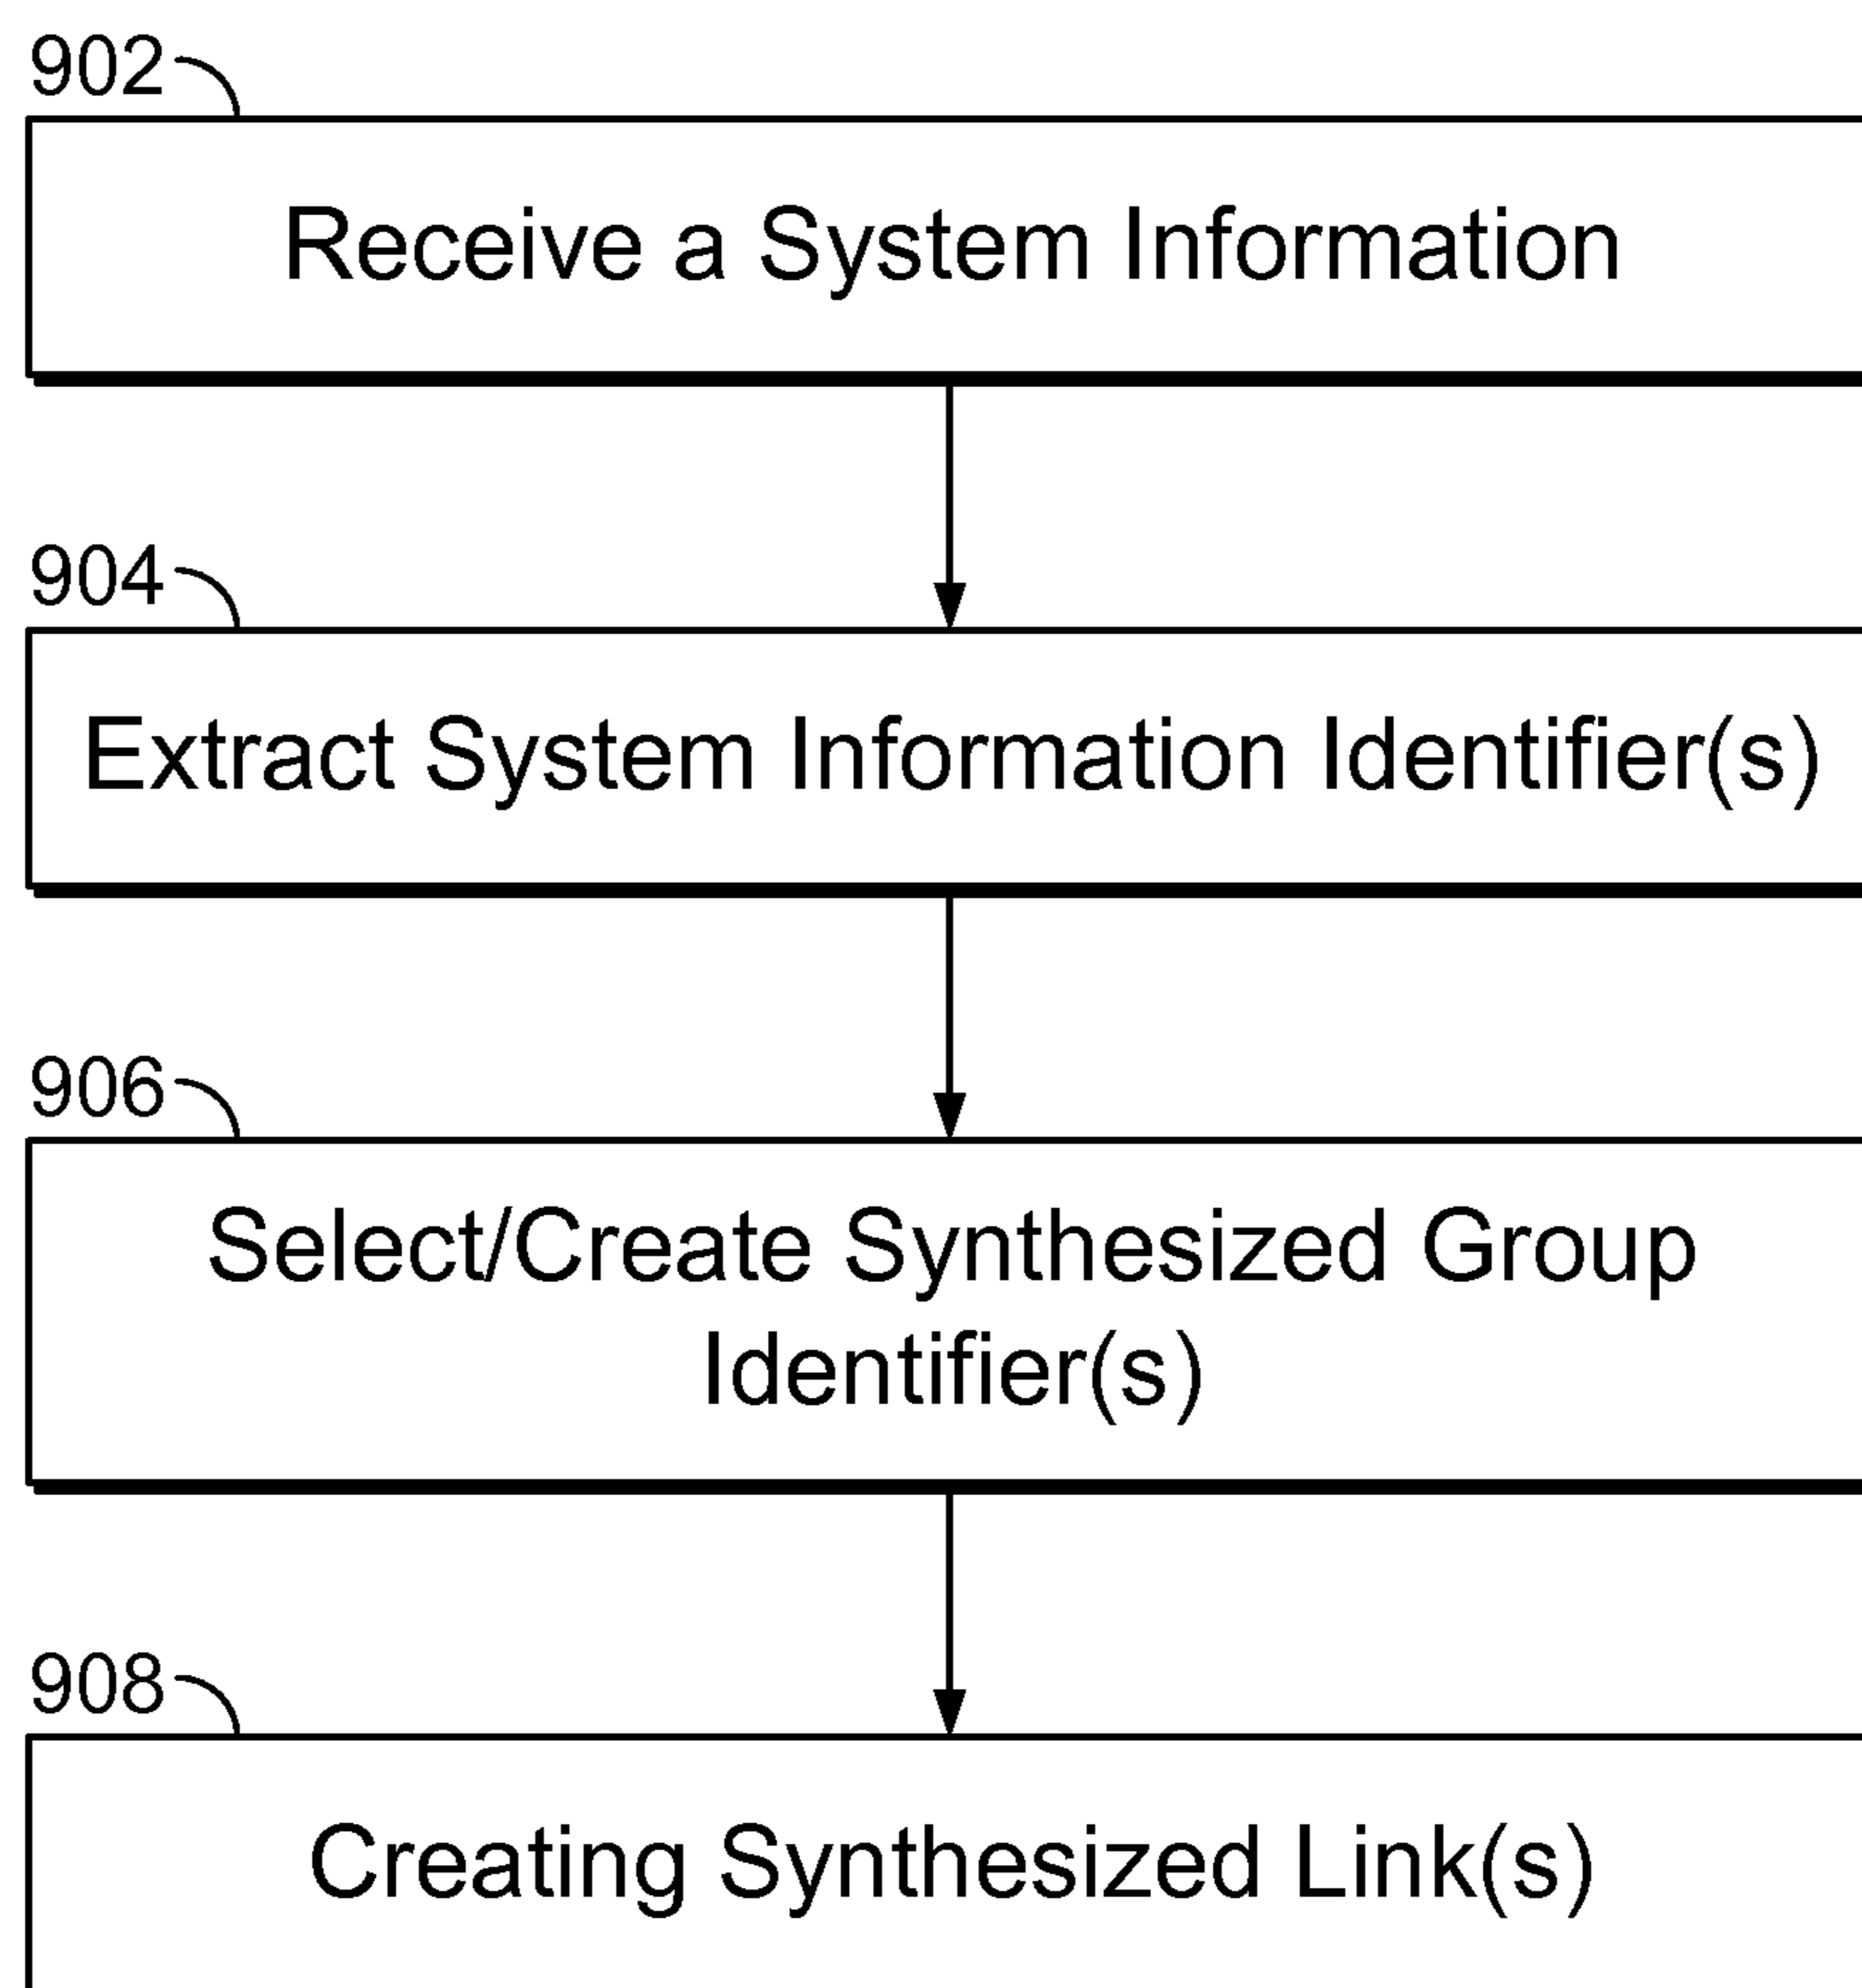 902
Receive a System Information
904
Extract System Information Identifier(s)
906
Select/Create Synthesized Group
Identifier(s)
908
Creating Synthesized Link(s)